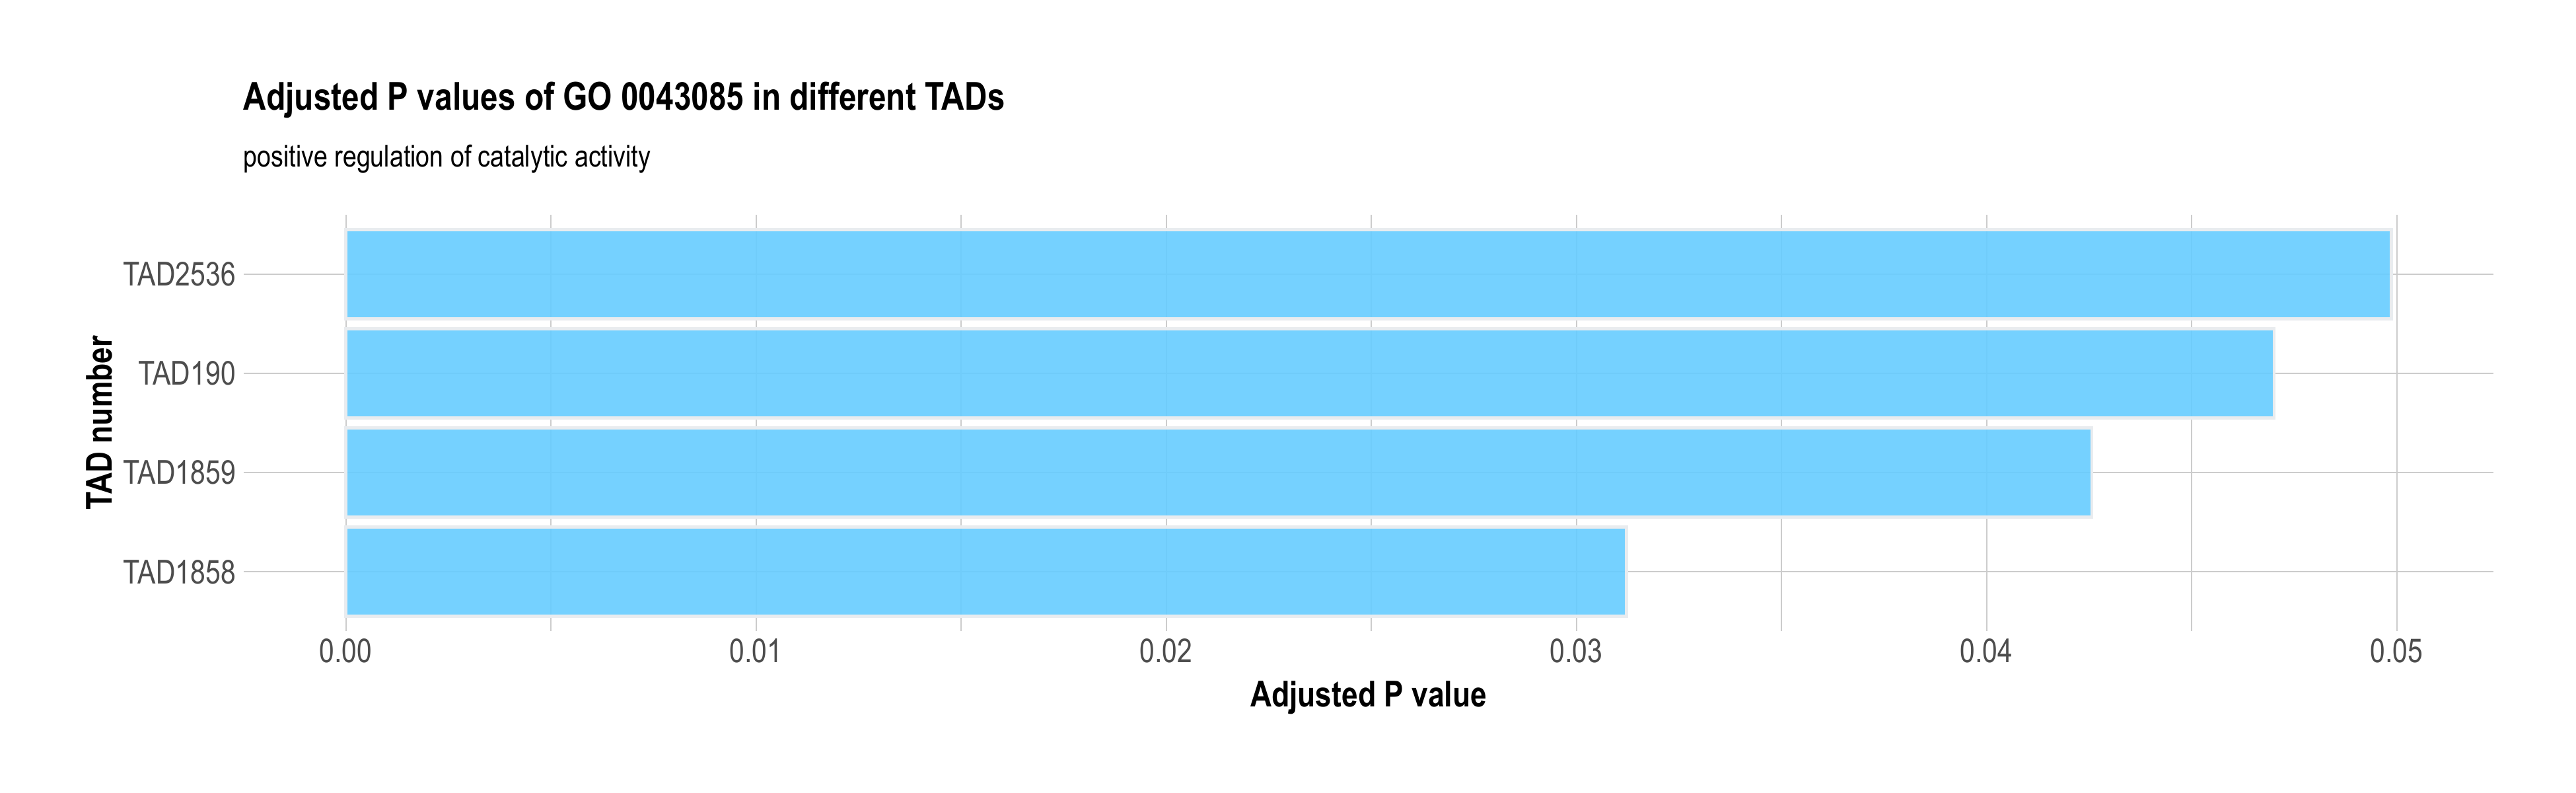 Adjusted P values of GO 0043085 in different TADs
positive regulation of catalytic activity
TAD number
TAD2536
TAD190
TAD1859
TAD1858
0.00 0.01 0.02 0.03 0.04 0.05
Adjusted P value